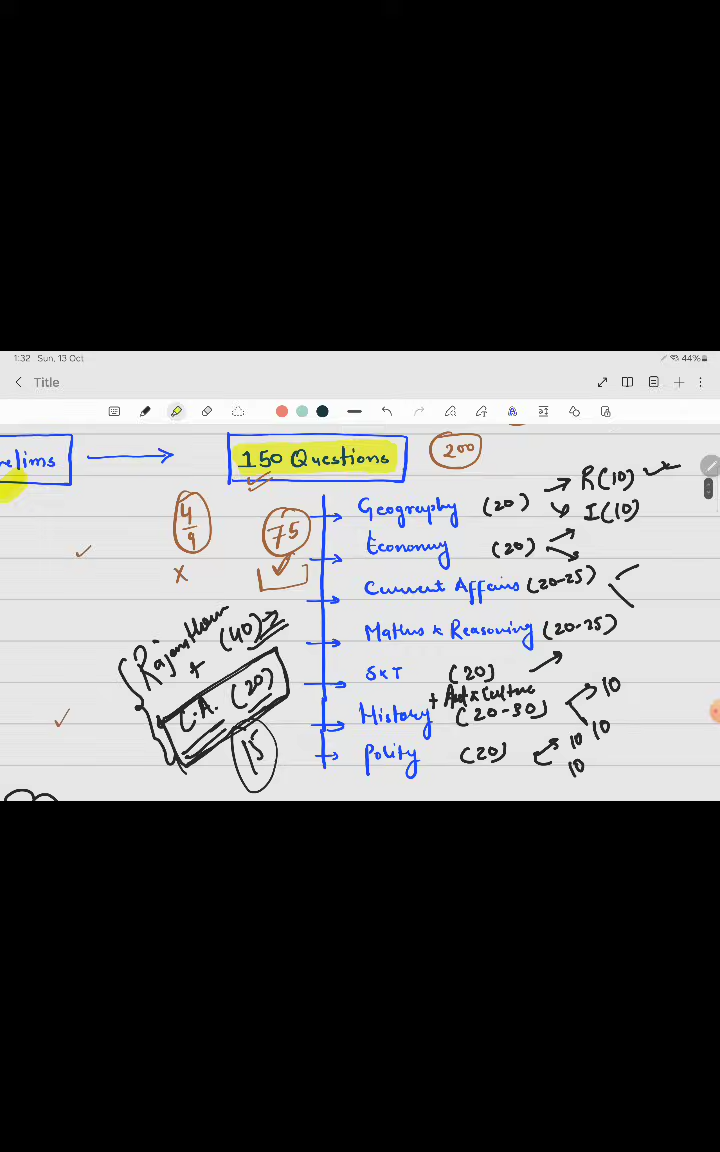 1:32 Sun, 13 Oct
44%
Title
relims
150 Questions
200
4/9
x
75
Geography (20)
R(10)
I(10)
Economy (20)
Current Affairs (20-25)
Maths & Reasoning (20-25)
S&T (20)
+ Art & Culture
History (20-30)
10
10
Polity (20)
10
10
Rajasthan (40)
+
C.A. (20)
15